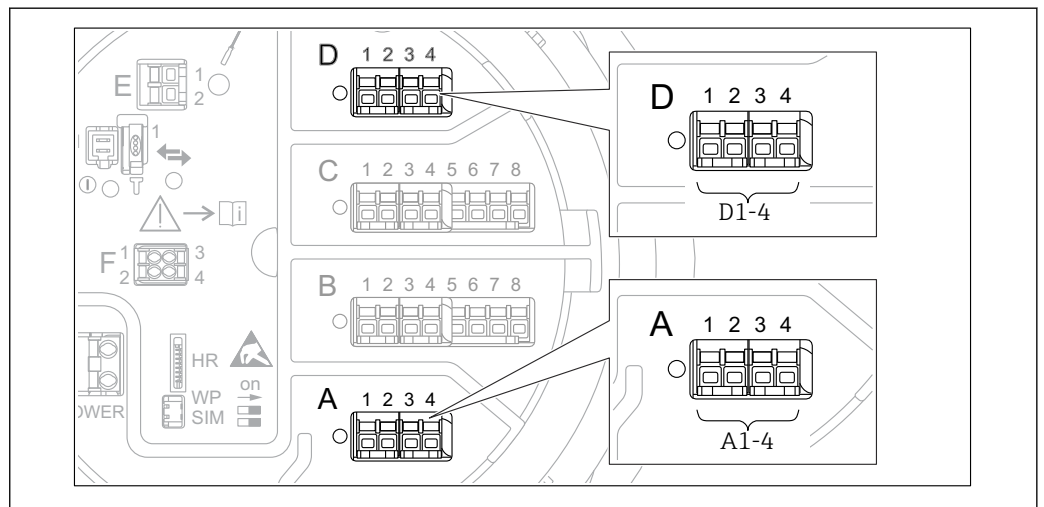 D 1 2 3 4
E 1
2
1
C 1 2 3 4 5 6 7 8
i
F 1 3
2 4
B 1 2 3 4 5 6 7 8
HR
WP on
SIM
OWER
A 1 2 3 4
D 1 2 3 4
D1-4
A 1 2 3 4
A1-4